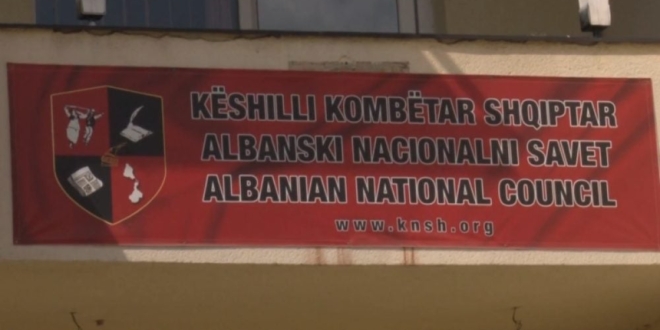 KËSHILLI KOMBËTAR SHQIPTAR
ALBANSKI NACIONALNI SAVET
ALBANIAN NATIONAL COUNCIL
www.knsh.org